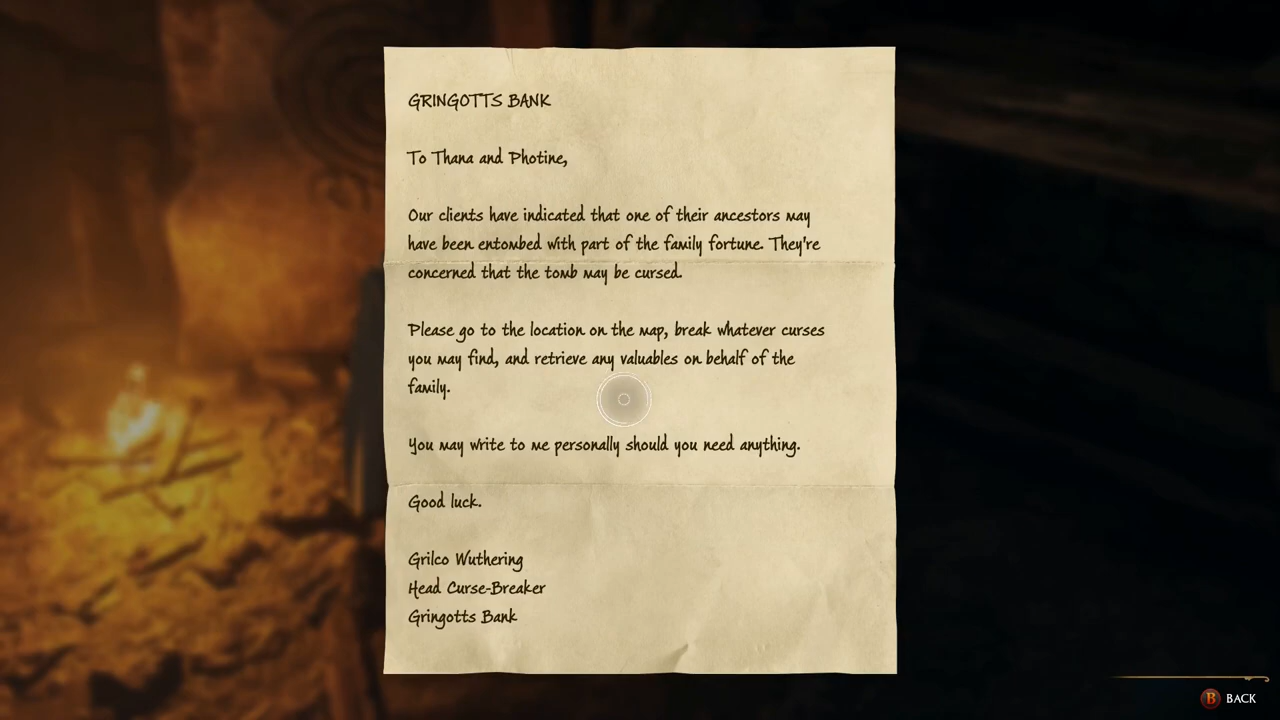 GRINGOTTS BANK
To Thana and Photine,
Our clients have indicated that one of their ancestors may
have been entombed with part of the family fortune. They're
concerned that the tomb may be cursed.
Please go to the location on the map, break whatever curses
you may find, and retrieve any valuables on behalf of the
family.
You may write to me personally should you need anything.
Good luck.
Grilco Wuthering
Head Curse-Breaker
Gringotts Bank
B BACK